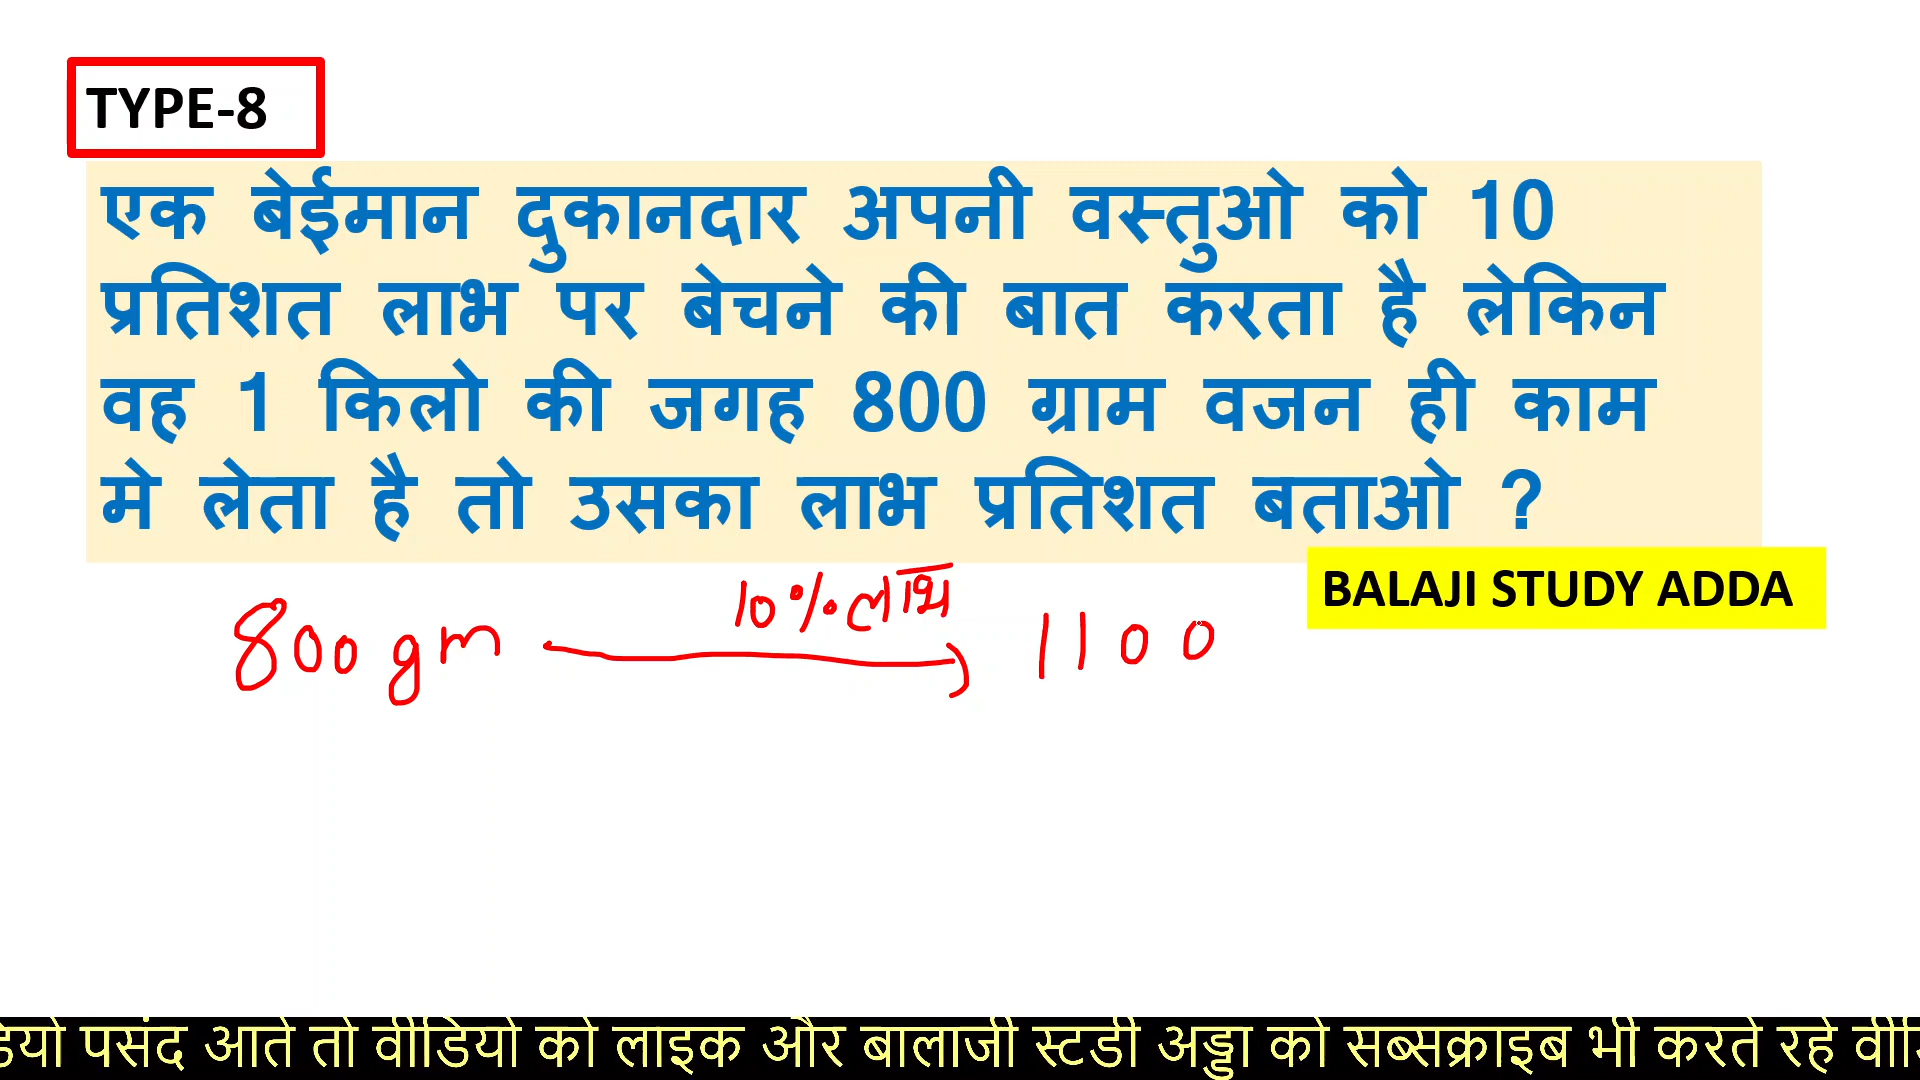 TYPE-8
एक बेईमान दुकानदार अपनी वस्तुओ को 10
प्रतिशत लाभ पर बेचने की बात करता है लेकिन
वह 1 किलो की जगह 800 ग्राम वजन ही काम
मे लेता है तो उसका लाभ प्रतिशत बताओ ?
BALAJI STUDY ADDA
10%लाभ
800 gm 1100
पसंद आते तो वीडियो को लाइक और बालाजी स्टडी अड्डा को सब्सक्राइब भी करते रहे